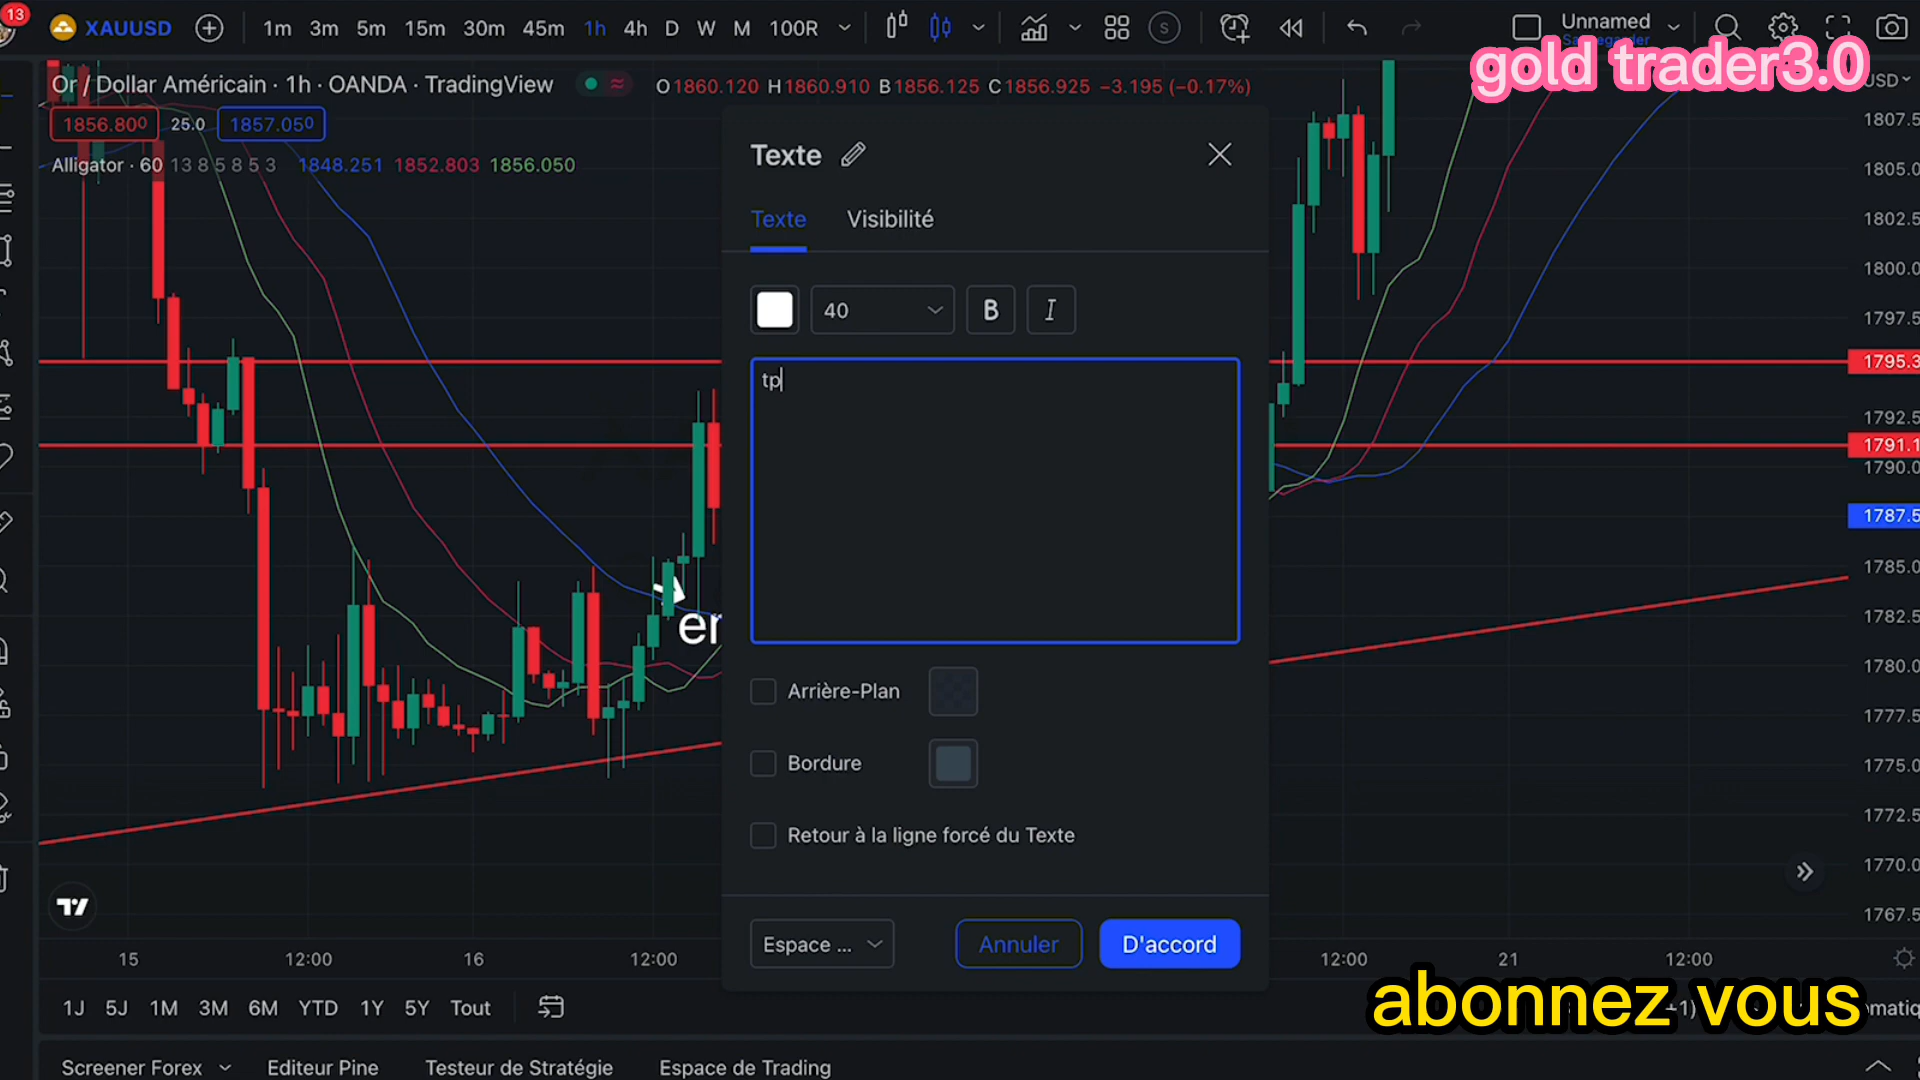 13
XAUUSD 1m 3m 5m 15m 30m 45m 1h 4h D W M 100R S Unnamed
Sauvegarder
gold trader3.0
Or / Dollar Américain · 1h · OANDA · TradingView O1860.120 H1860.910 B1856.125 C1856.925 −3.195 (−0.17%) USD
1856.800 25.0 1857.050
Alligator · 60 13 8 5 8 5 3 1848.251 1852.803 1856.050
Texte
Texte Visibilité
40 B I
tp
er
Arrière-Plan
Bordure
Retour à la ligne forcé du Texte
Espace ... Annuler D'accord
1807.5
1805.0
1802.5
1800.0
1797.5
1795.3
1792.5
1791.1
1790.0
1787.5
1785.0
1782.5
1780.0
1777.5
1775.0
1772.5
1770.0
1767.5
15 12:00 16 12:00 12:00 21 12:00
1J 5J 1M 3M 6M YTD 1Y 5Y Tout
abonnez vous
Screener Forex Editeur Pine Testeur de Stratégie Espace de Trading